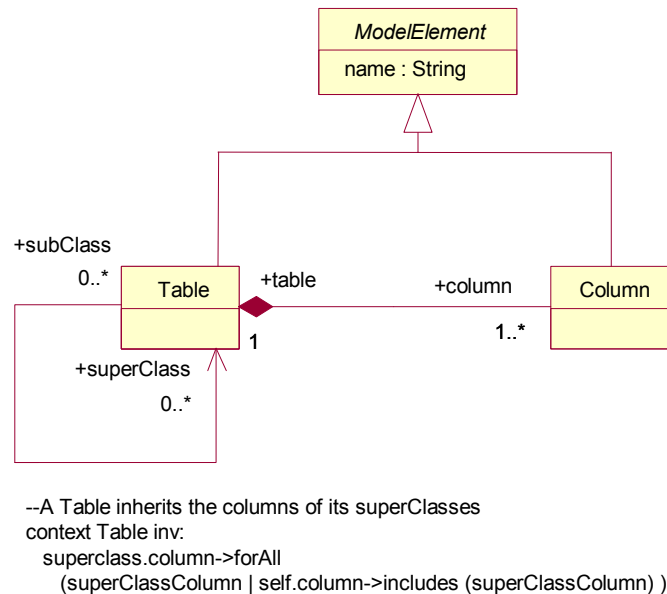 ModelElement
name : String
+subClass
0..*
Table
+table
+column
Column
1
1..*
+superClass
0..*
--A Table inherits the columns of its superClasses
context Table inv:
superclass.column->forAll
(superClassColumn | self.column->includes (superClassColumn) )